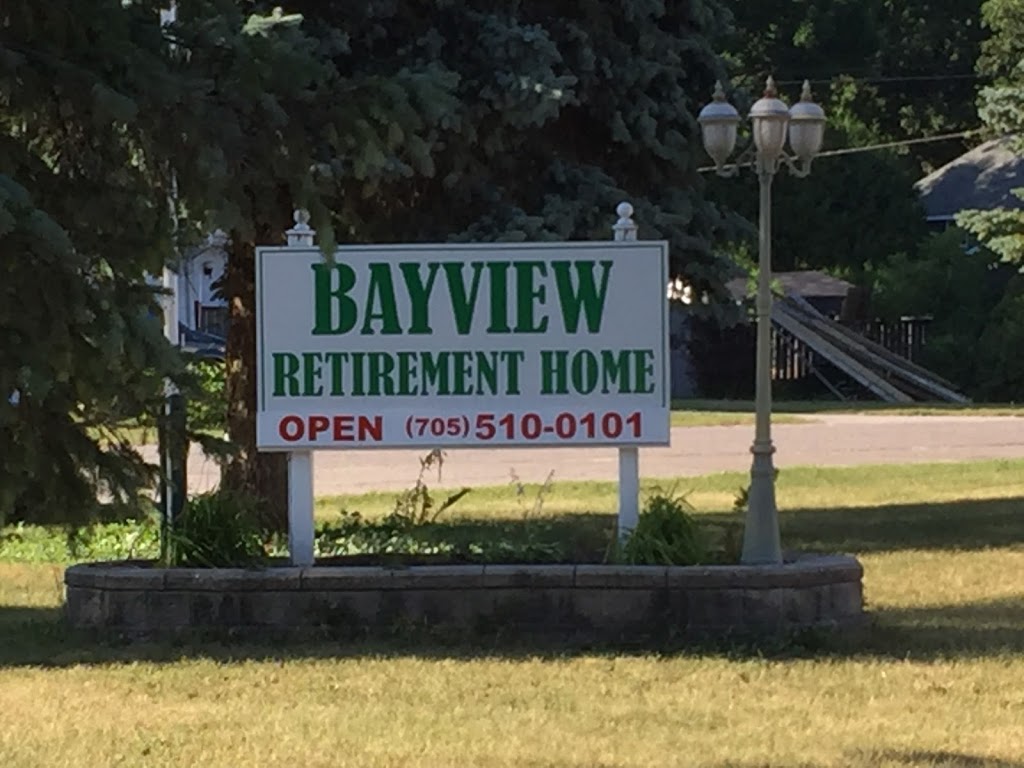 BAYVIEW
RETIREMENT HOME
OPEN (705) 510-0101